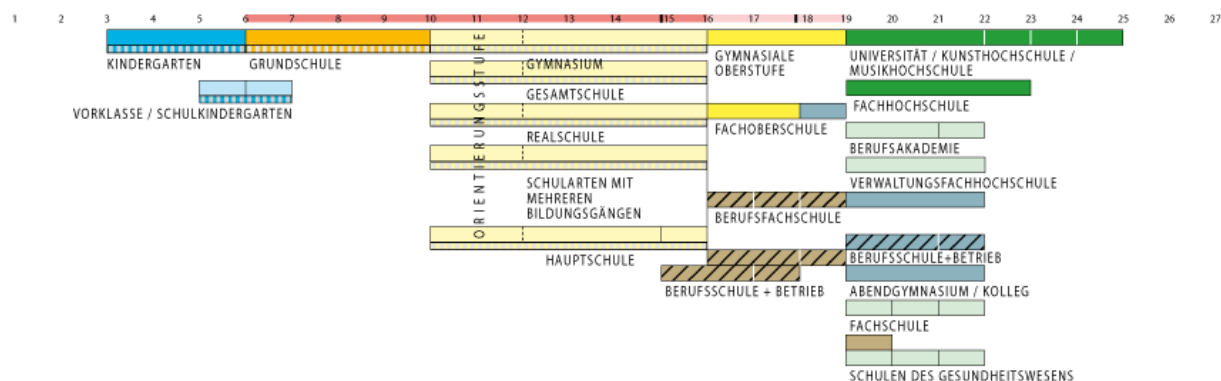 1 2 3 4 5 6 7 8 9 10 11 12 13 14 15 16 17 18 19 20 21 22 23 24 25 26 27
KINDERGARTEN
GRUNDSCHULE
VORKLASSE / SCHULKINDERGARTEN
ORIENTIERUNGSSTUFE
GYMNASIUM
GESAMTSCHULE
REALSCHULE
SCHULARTEN MIT
MEHREREN
BILDUNGSGÄNGEN
HAUPTSCHULE
GYMNASIALE
OBERSTUFE
FACHOBERSCHULE
BERUFSFACHSCHULE
BERUFSSCHULE + BETRIEB
UNIVERSITÄT / KUNSTHOCHSCHULE /
MUSIKHOCHSCHULE
FACHHOCHSCHULE
BERUFSAKADEMIE
VERWALTUNGSFACHHOCHSCHULE
BERUFSSCHULE+BETRIEB
ABENDGYMNASIUM / KOLLEG
FACHSCHULE
SCHULEN DES GESUNDHEITSWESENS